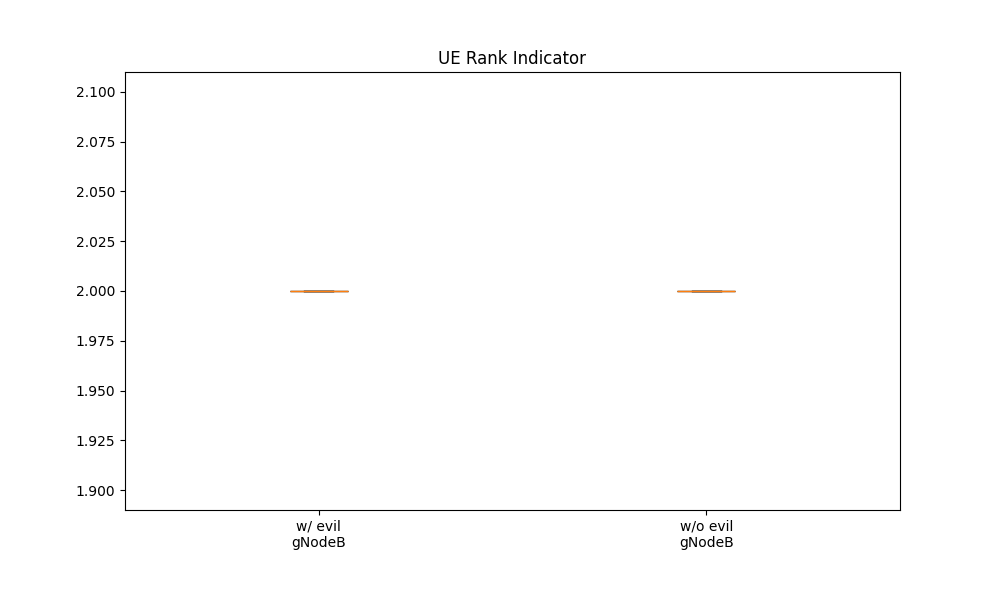 UE Rank Indicator
2.100
2.075
2.050
2.025
2.000
1.975
1.950
1.925
1.900
w/ evil
gNodeB
w/o evil
gNodeB